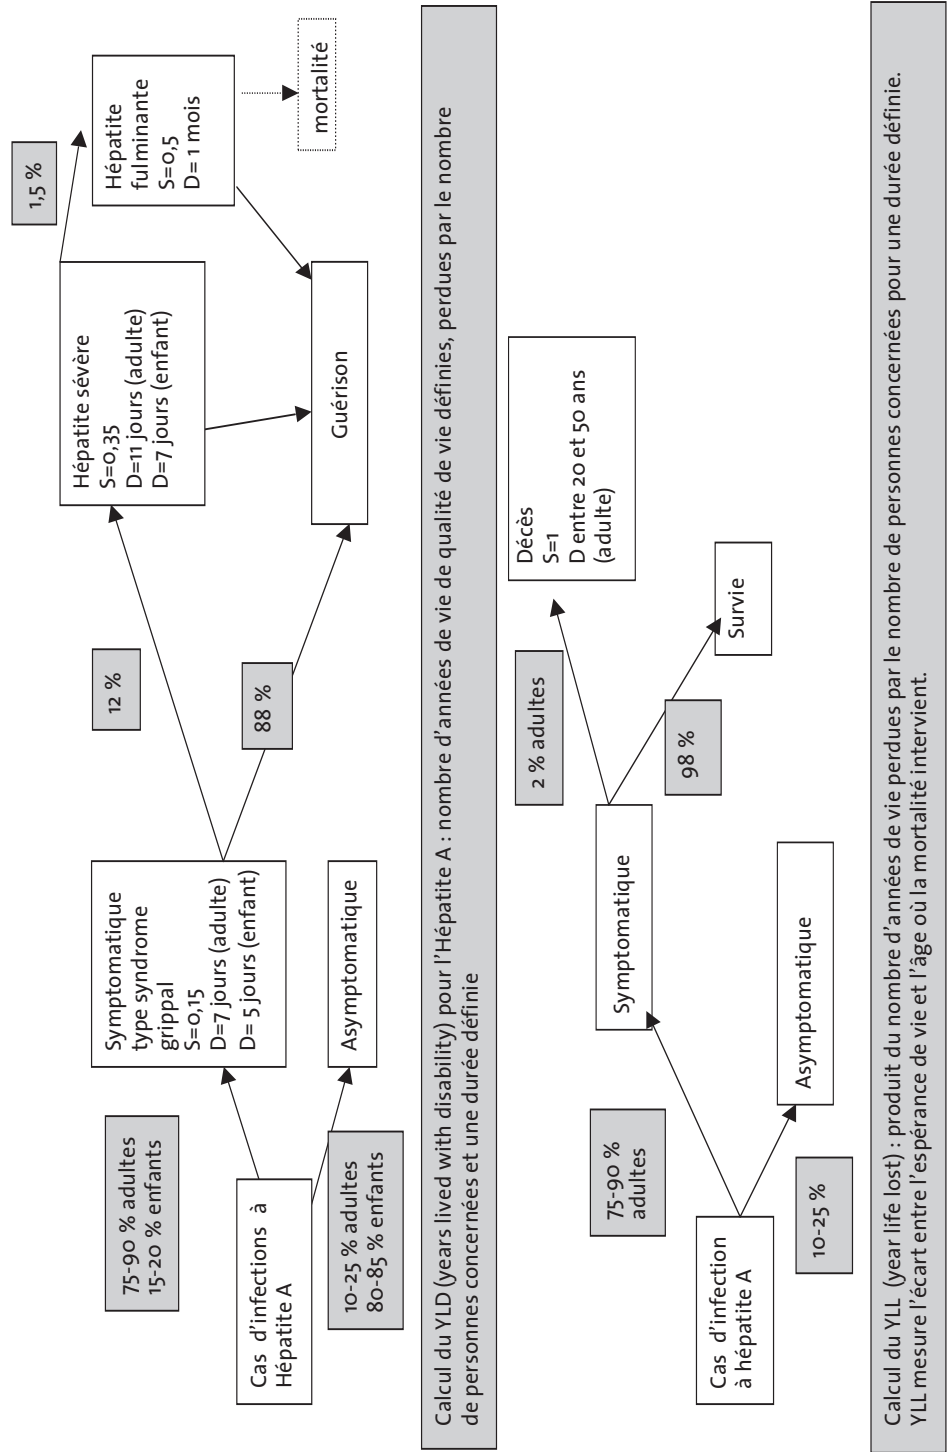 75-90 % adultes
15-20 % enfants
Cas d'infections à
Hépatite A
10-25 % adultes
80-85 % enfants
Symptomatique
type syndrome
grippal
S=0,15
D=7 jours (adulte)
D= 5 jours (enfant)
Asymptomatique
12 %
88 %
Hépatite sévère
S=0,35
D=11 jours (adulte)
D=7 jours (enfant)
Guérison
1,5 %
Hépatite
fulminante
S=0,5
D= 1 mois
mortalité
Calcul du YLD (years lived with disability) pour l'Hépatite A : nombre d'années de vie de qualité de vie définies, perdues par le nombre
de personnes concernées et une durée définie
Cas d'infection
à hépatite A
75-90 %
adultes
10-25 %
Symptomatique
Asymptomatique
2 % adultes
98 %
Décès
S=1
D entre 20 et 50 ans
(adulte)
Survie
Calcul du YLL (year life lost) : produit du nombre d'années de vie perdues par le nombre de personnes concernées pour une durée définie.
YLL mesure l'écart entre l'espérance de vie et l'âge où la mortalité intervient.